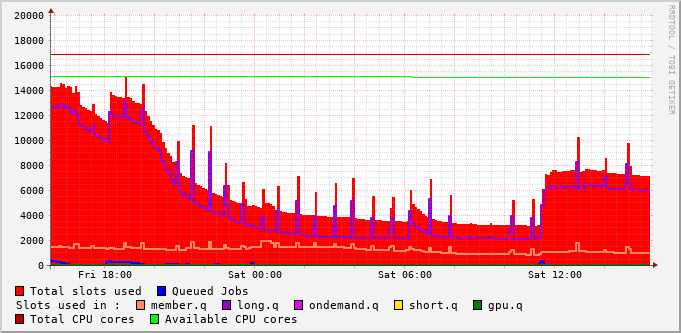 20000
18000
16000
14000
12000
10000
8000
6000
4000
2000
0
Fri 18:00 Sat 00:00 Sat 06:00 Sat 12:00
RRDTOOL / TOBI OETIKER
Total slots used Queued Jobs
Slots used in : member.q long.q ondemand.q short.q gpu.q
Total CPU cores Available CPU cores